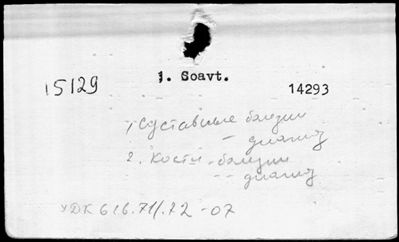 1. Soavt.
15129 14293
1. Суставные болезни
— диагноз
2. Кости - болезни
-- диагноз
УДК 616.71/.72 -07